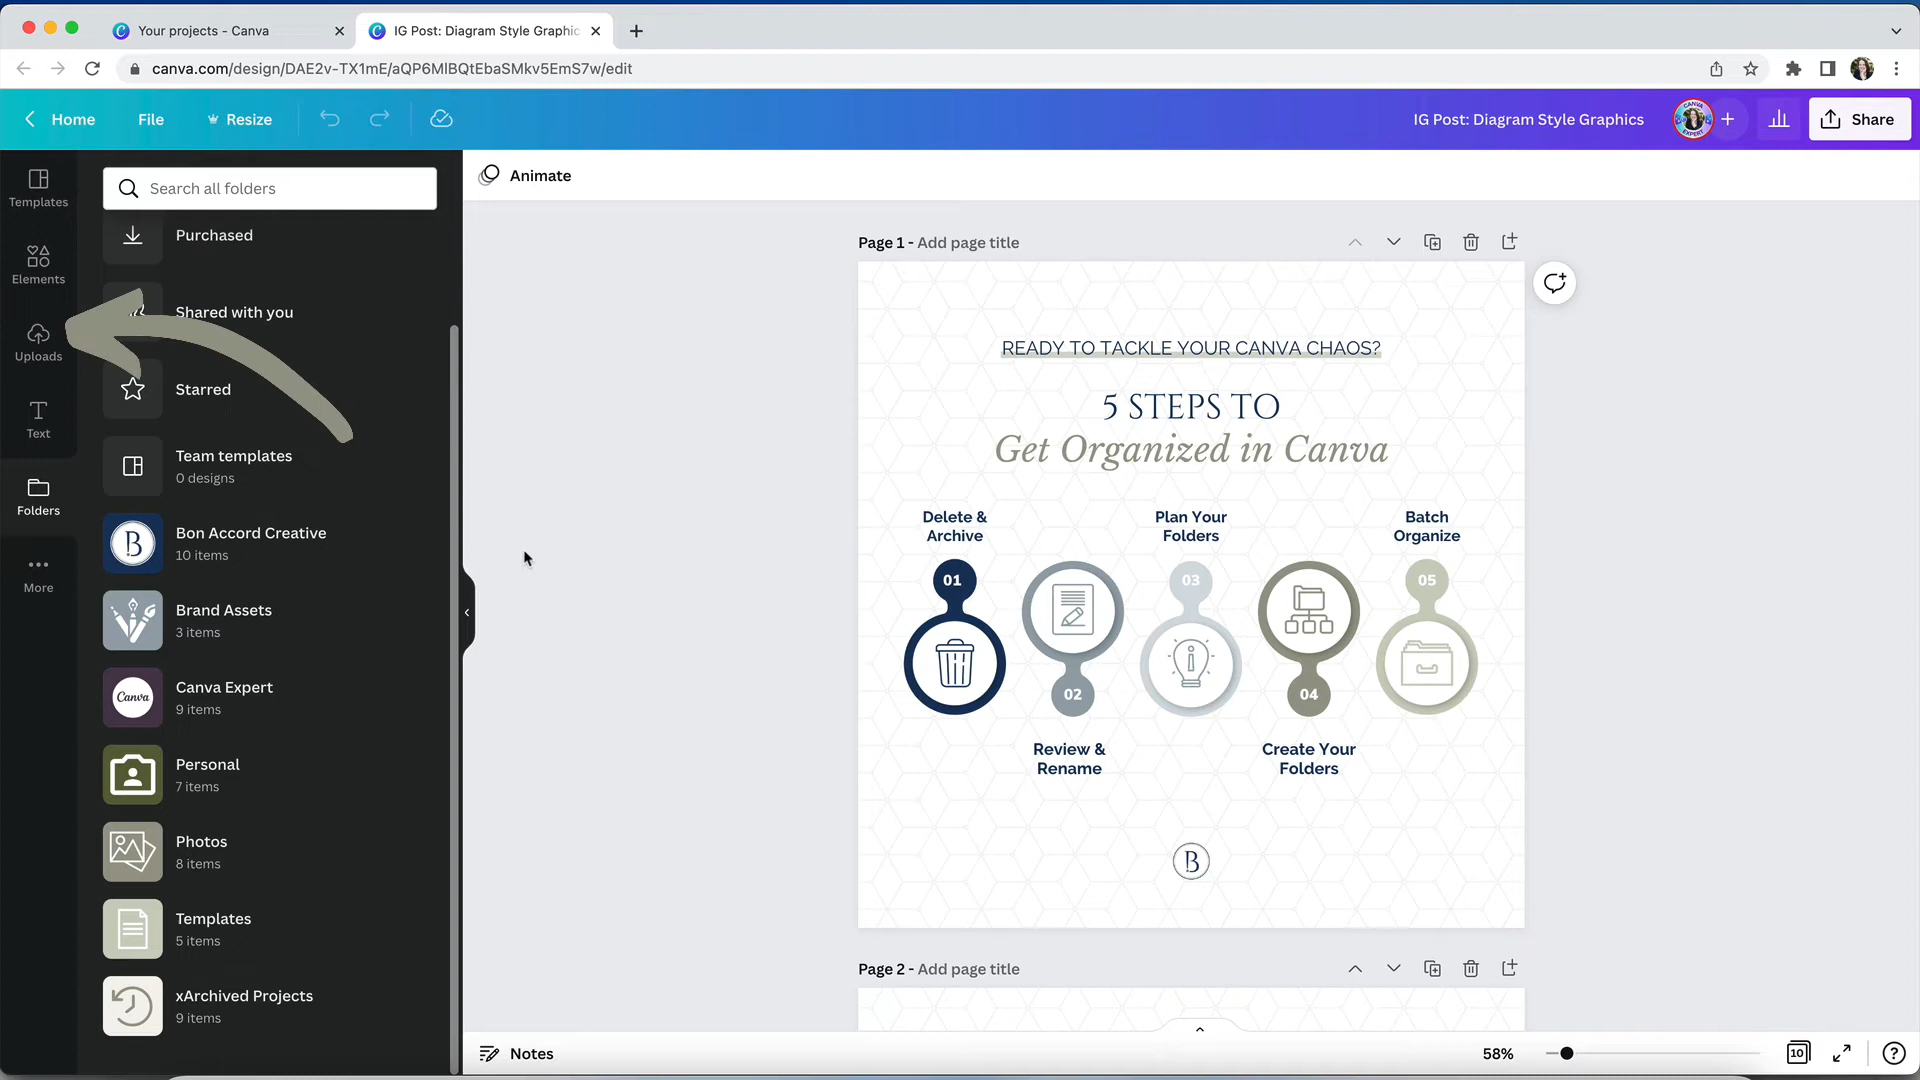 Your projects - Canva
IG Post: Diagram Style Graphic
canva.com/design/DAE2v-TX1mE/aQP6MlBQtEbaSMkv5EmS7w/edit
Home
File
Resize
IG Post: Diagram Style Graphics
CANVA
EXPERT
Share
Templates
Elements
Uploads
Text
Folders
More
Search all folders
Purchased
Shared with you
Starred
Team templates
0 designs
B
Bon Accord Creative
10 items
Brand Assets
3 items
Canva
Canva Expert
9 items
Personal
7 items
Photos
8 items
Templates
5 items
xArchived Projects
9 items
Animate
Page 1 - Add page title
READY TO TACKLE YOUR CANVA CHAOS?
5 STEPS TO
Get Organized in Canva
Delete &
Archive
Plan Your
Folders
Batch
Organize
01
03
05
02
04
Review &
Rename
Create Your
Folders
B
Page 2 - Add page title
Notes
58%
10
?